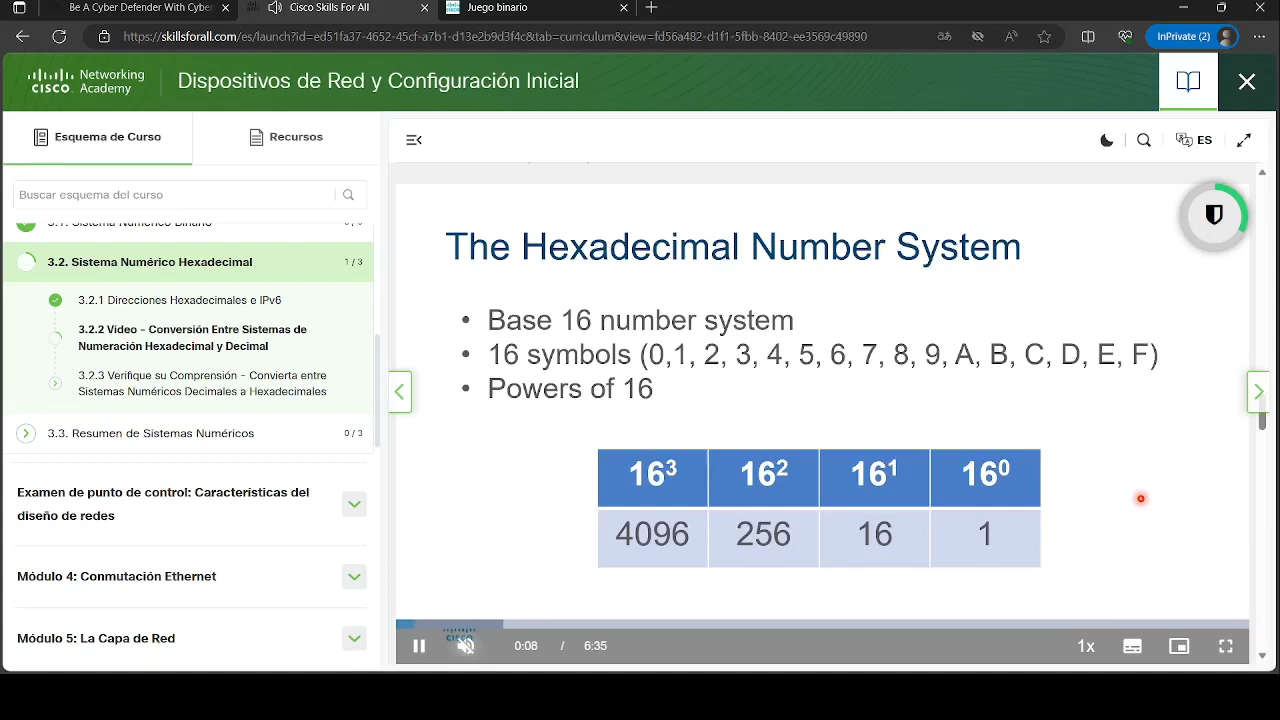 Be A Cyber Defender With Cyber
Cisco Skills For All
Juego binario
https://skillsforall.com/es/launch?id=ed51fa37-4652-45cf-a7b1-d13e2b9d3f4c&tab=curriculum&view=fd56a482-d1f1-5fbb-8402-ee3569c49890
InPrivate (2)
CISCO Networking Academy
Dispositivos de Red y Configuración Inicial
Esquema de Curso
Recursos
ES
Buscar esquema del curso
3.1. Sistema Numérico Binario
3.2. Sistema Numérico Hexadecimal
1 / 3
3.2.1 Direcciones Hexadecimales e IPv6
3.2.2 Vídeo - Conversión Entre Sistemas de
Numeración Hexadecimal y Decimal
3.2.3 Verifique su Comprensión - Convierta entre
Sistemas Numéricos Decimales a Hexadecimales
3.3. Resumen de Sistemas Numéricos
0 / 3
Examen de punto de control: Características del
diseño de redes
Módulo 4: Conmutación Ethernet
Módulo 5: La Capa de Red
The Hexadecimal Number System
• Base 16 number system
• 16 symbols (0,1, 2, 3, 4, 5, 6, 7, 8, 9, A, B, C, D, E, F)
• Powers of 16
16³ 16² 16¹ 16⁰
4096 256 16 1
CISCO
0:08 / 6:35
1x